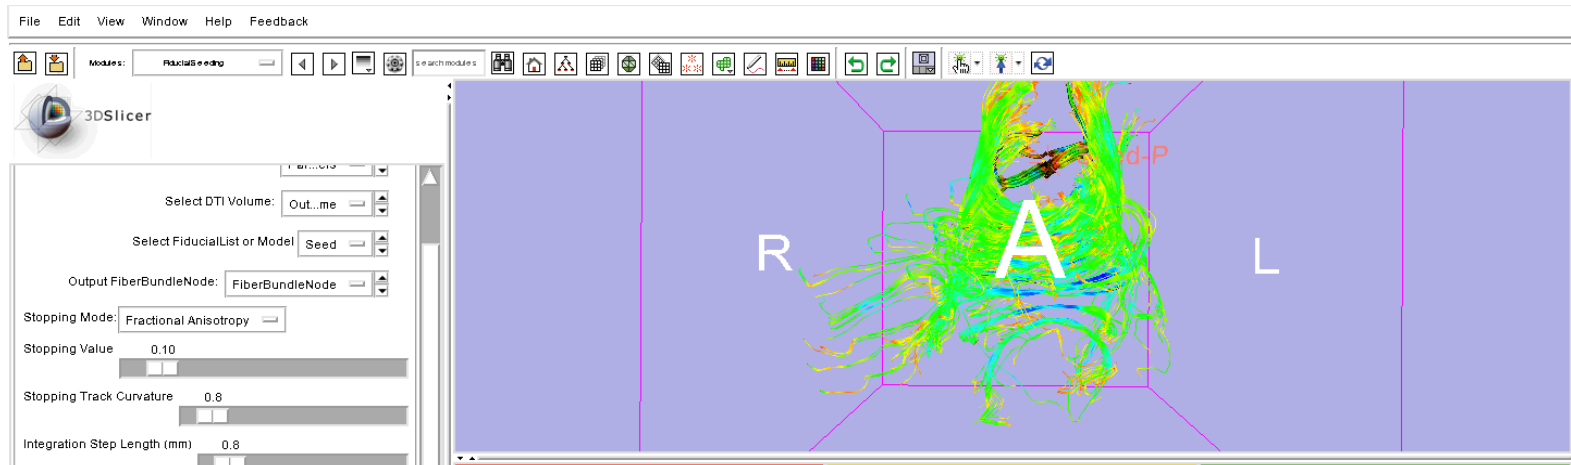 File Edit View Window Help Feedback
Modules: FiducialSeeding search modules
3DSlicer
Select DTI Volume: Out...me
Select FiducialList or Model Seed
Output FiberBundleNode: FiberBundleNode
Stopping Mode: Fractional Anisotropy
Stopping Value 0.10
Stopping Track Curvature 0.8
Integration Step Length (mm) 0.8
R A L